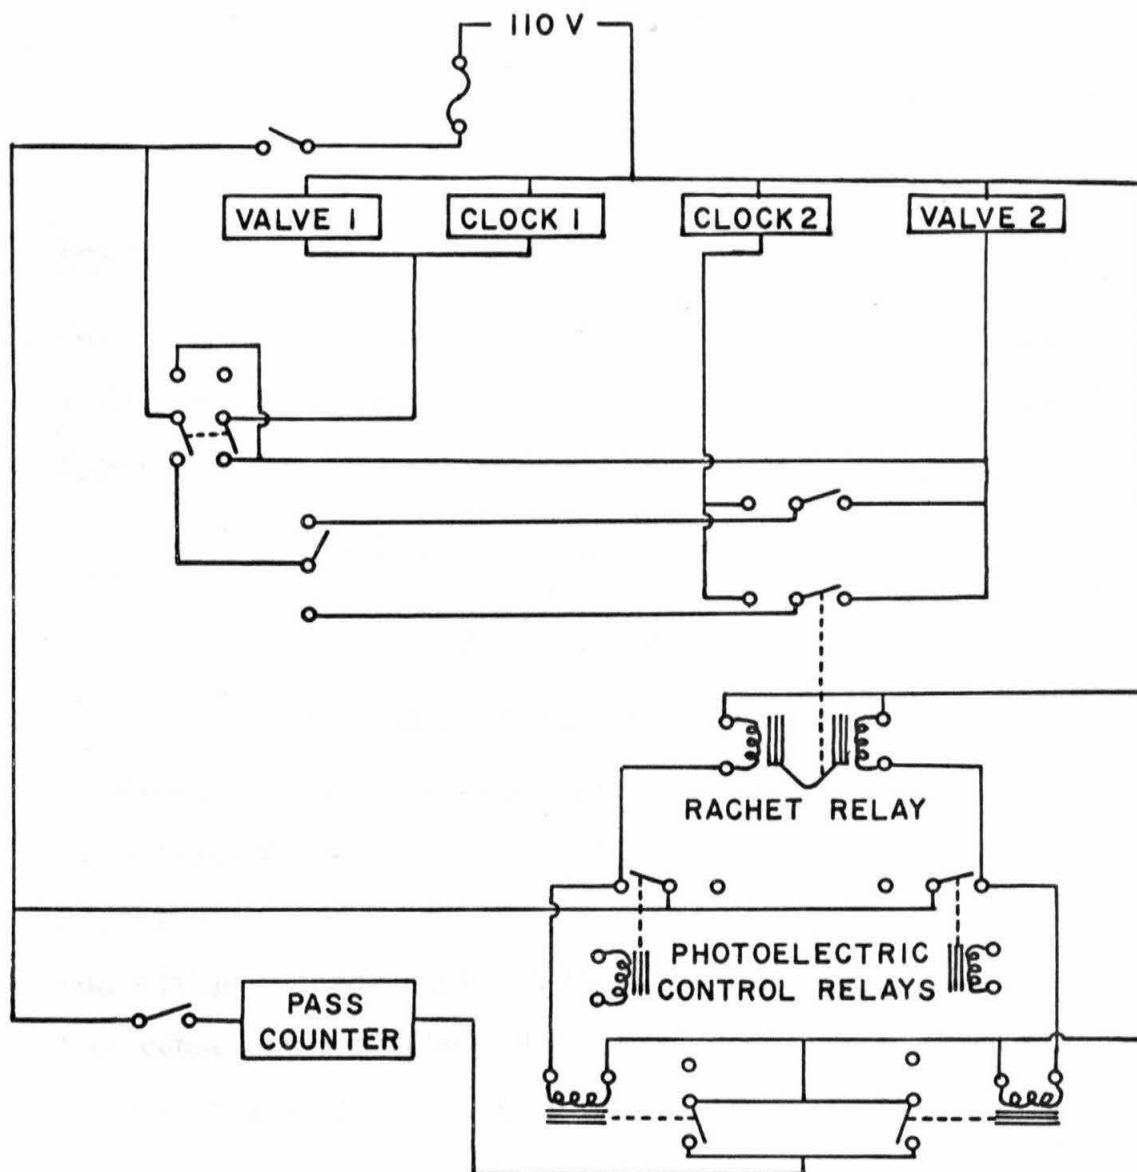 110 V
VALVE 1
CLOCK 1
CLOCK 2
VALVE 2
RACHET RELAY
PHOTOELECTRIC
CONTROL RELAYS
PASS
COUNTER